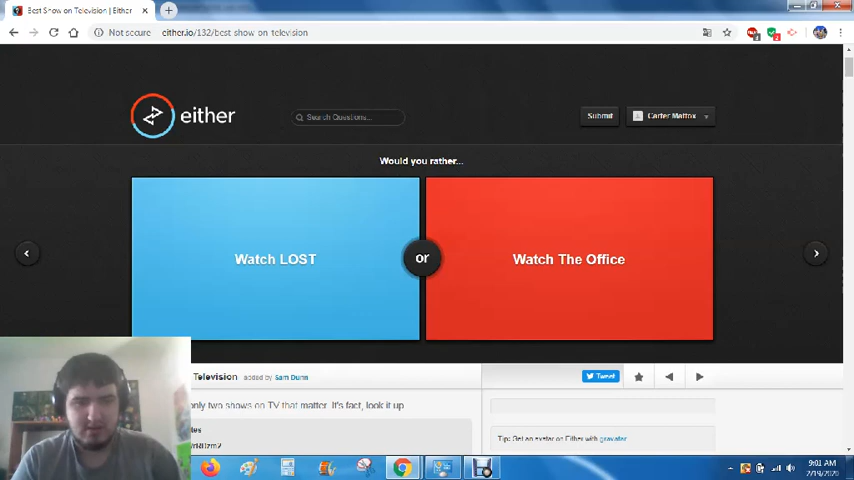 Best Show on Television | Either
Not secure
either.io/132/best-show-on-television
either
Search Questions...
Submit
Carter Mattox
Would you rather...
Watch LOST
or
Watch The Office
Television added by Sam Dunn
Tweet
only two shows on TV that matter. It's fact, look it up
Tip: Get an avatar on Either with gravatar
9:01 AM
2/19/2020